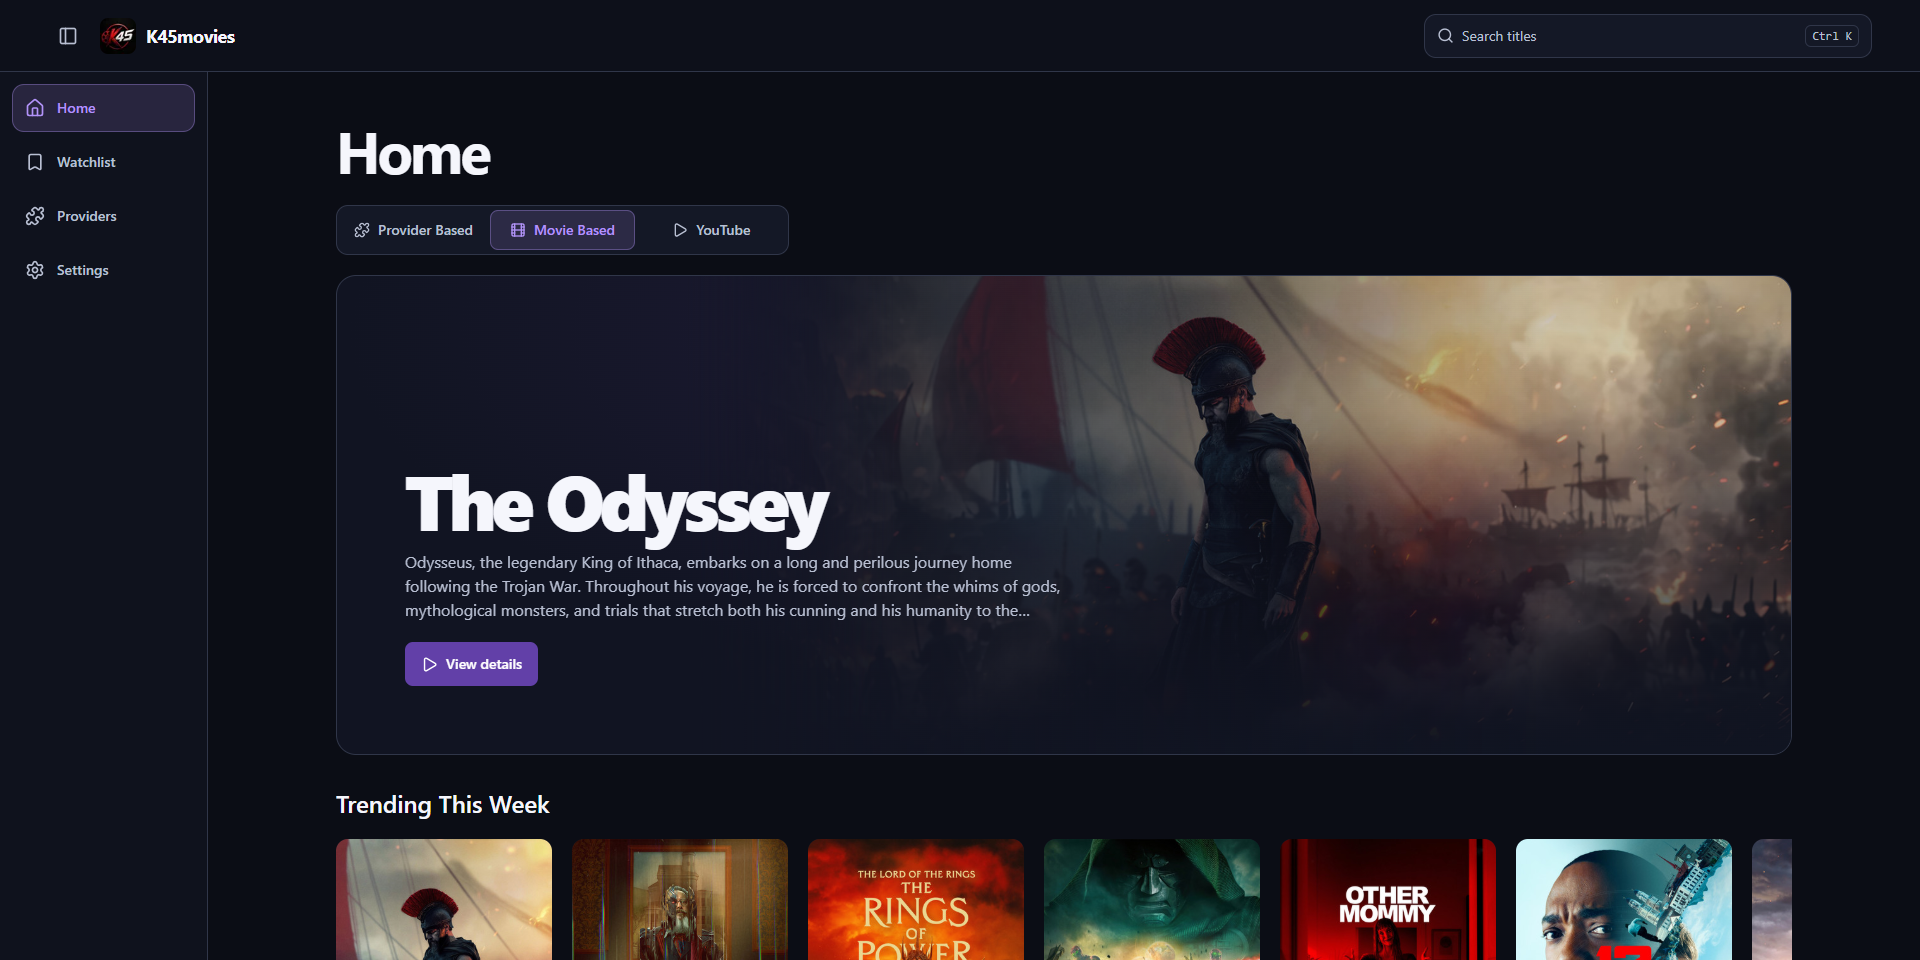 K45
K45movies
Search titles
Ctrl K
Home
Watchlist
Providers
Settings
Home
Provider Based
Movie Based
YouTube
The Odyssey
Odysseus, the legendary King of Ithaca, embarks on a long and perilous journey home
following the Trojan War. Throughout his voyage, he is forced to confront the whims of gods,
mythological monsters, and trials that stretch both his cunning and his humanity to the...
View details
Trending This Week
THE LORD OF THE RINGS
THE
RINGS
OF
POWER
OTHER
MOMMY